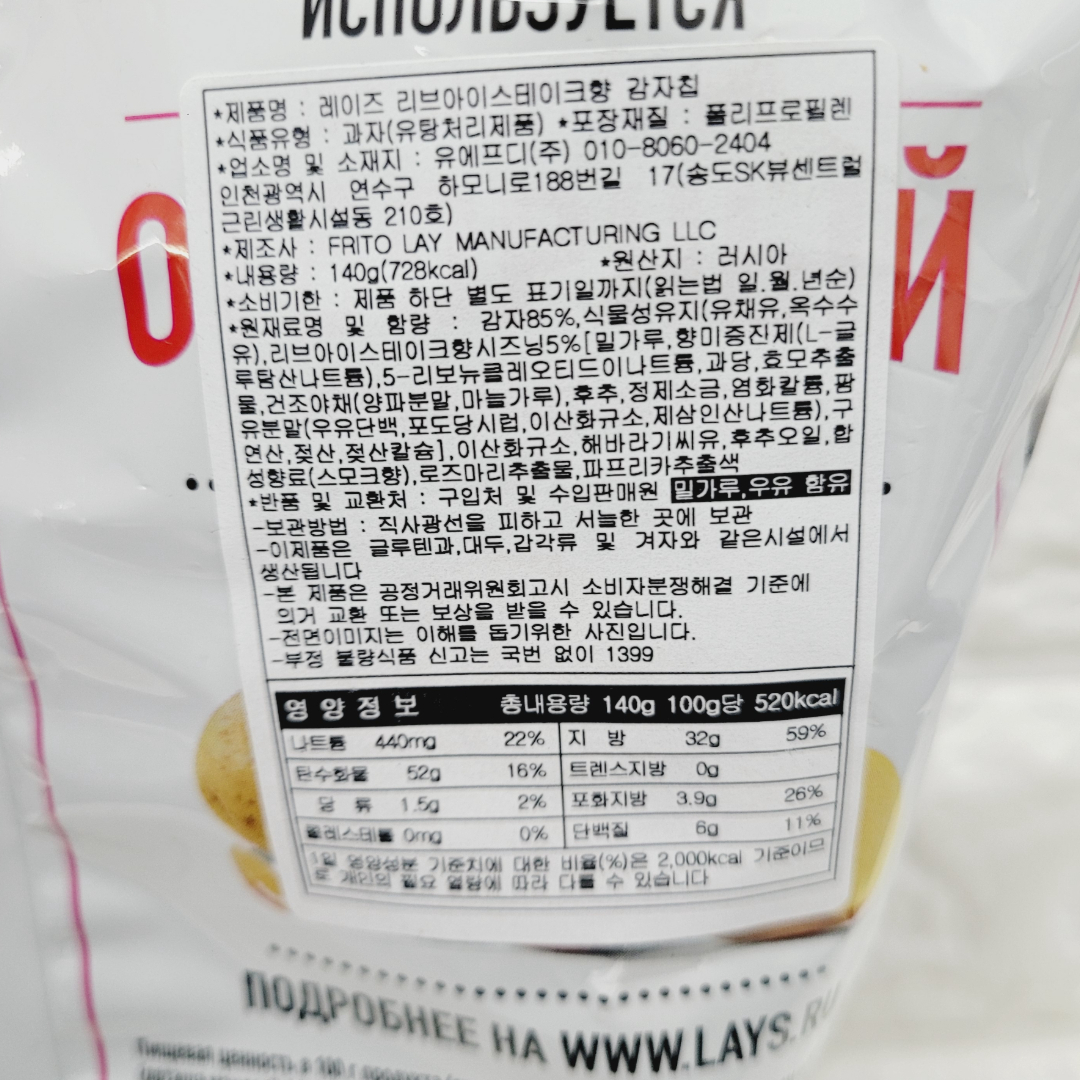 ИСПОЛЬЗУЕТСЯ
*제품명 : 레이즈 리브아이스테이크향 감자칩
*식품유형 : 과자(유탕처리제품) *포장재질 : 폴리프로필렌
*업소명 및 소재지 : 유에프디(주) 010-8060-2404
인천광역시 연수구 하모니로188번길 17(송도SK뷰센트럴
근린생활시설동 210호)
*제조사 : FRITO LAY MANUFACTURING LLC
*내용량 : 140g(728kcal) *원산지 : 러시아
*소비기한 : 제품 하단 별도 표기일까지(읽는법 일.월.년순)
*원재료명 및 함량 : 감자85%,식물성유지(유채유,옥수수
유),리브아이스테이크향시즈닝5%[밀가루,향미증진제(L-글
루탐산나트륨),5-리보뉴클레오티드이나트륨,과당,효모추출
물,건조야채(양파분말,마늘가루),후추,정제소금,염화칼륨,팜
유분말(우유단백,포도당시럽,이산화규소,제삼인산나트륨),구
연산,젖산,젖산칼슘],이산화규소,해바라기씨유,후추오일,합
성향료(스모크향),로즈마리추출물,파프리카추출색
*반품 및 교환처 : 구입처 및 수입판매원 밀가루,우유 함유
-보관방법 : 직사광선을 피하고 서늘한 곳에 보관
-이제품은 글루텐과,대두,갑각류 및 겨자와 같은시설에서
생산됩니다
-본 제품은 공정거래위원회고시 소비자분쟁해결 기준에
의거 교환 또는 보상을 받을 수 있습니다.
-전면이미지는 이해를 돕기위한 사진입니다.
-부정 불량식품 신고는 국번 없이 1399
영양정보 총내용량 140g 100g당 520kcal
나트륨 440mg 22% 지 방 32g 59%
탄수화물 52g 16% 트렌스지방 0g
당 류 1.5g 2% 포화지방 3.9g 26%
콜레스테롤 0mg 0% 단백질 6g 11%
1일 영양성분 기준치에 대한 비율(%)은 2,000kcal 기준이므
로 개인의 필요 열량에 따라 다를 수 있습니다
ПОДРОБНЕЕ НА WWW.LAYS.RU
Пищевая ценность в 100 г продукта